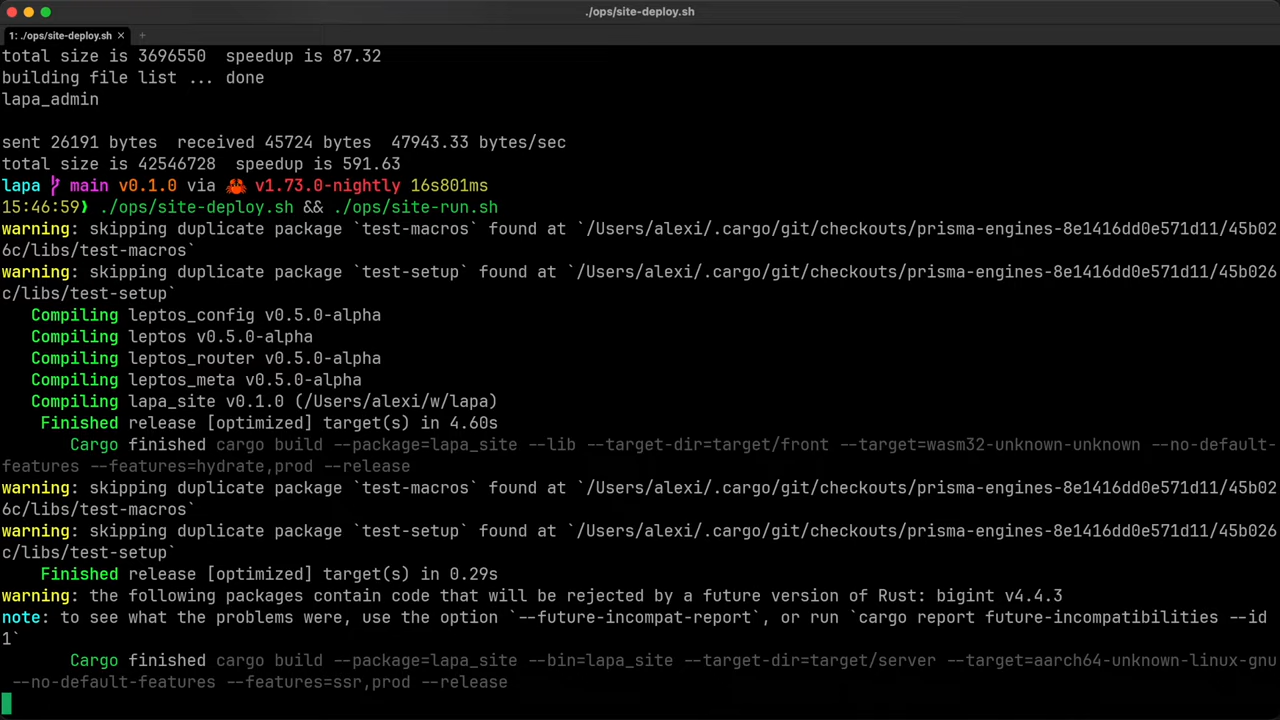 ./ops/site-deploy.sh
1: ./ops/site-deploy.sh × +
total size is 3696550  speedup is 87.32
building file list ... done
lapa_admin
sent 26191 bytes  received 45724 bytes  47943.33 bytes/sec
total size is 42546728  speedup is 591.63
lapa main v0.1.0 via 🦀 v1.73.0-nightly 16s801ms
15:46:59❫ ./ops/site-deploy.sh && ./ops/site-run.sh
warning: skipping duplicate package `test-macros` found at `/Users/alexi/.cargo/git/checkouts/prisma-engines-8e1416dd0e571d11/45b02
6c/libs/test-macros`
warning: skipping duplicate package `test-setup` found at `/Users/alexi/.cargo/git/checkouts/prisma-engines-8e1416dd0e571d11/45b026
c/libs/test-setup`
Compiling leptos_config v0.5.0-alpha
Compiling leptos v0.5.0-alpha
Compiling leptos_router v0.5.0-alpha
Compiling leptos_meta v0.5.0-alpha
Compiling lapa_site v0.1.0 (/Users/alexi/w/lapa)
Finished release [optimized] target(s) in 4.60s
Cargo finished cargo build --package=lapa_site --lib --target-dir=target/front --target=wasm32-unknown-unknown --no-default-
features --features=hydrate,prod --release
warning: skipping duplicate package `test-macros` found at `/Users/alexi/.cargo/git/checkouts/prisma-engines-8e1416dd0e571d11/45b02
6c/libs/test-macros`
warning: skipping duplicate package `test-setup` found at `/Users/alexi/.cargo/git/checkouts/prisma-engines-8e1416dd0e571d11/45b026
c/libs/test-setup`
Finished release [optimized] target(s) in 0.29s
warning: the following packages contain code that will be rejected by a future version of Rust: bigint v4.4.3
note: to see what the problems were, use the option `--future-incompat-report`, or run `cargo report future-incompatibilities --id
1`
Cargo finished cargo build --package=lapa_site --bin=lapa_site --target-dir=target/server --target=aarch64-unknown-linux-gnu
--no-default-features --features=ssr,prod --release